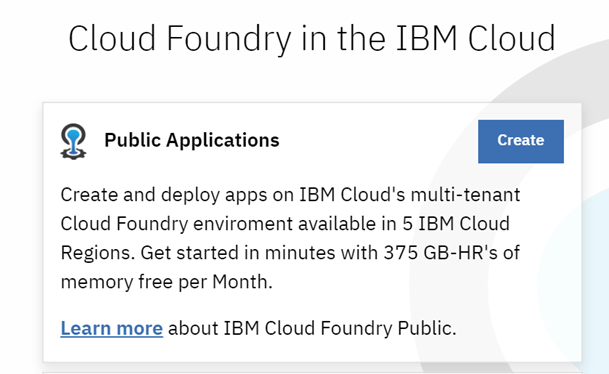 Cloud Foundry in the IBM Cloud
Public Applications
Create
Create and deploy apps on IBM Cloud's multi-tenant
Cloud Foundry enviroment available in 5 IBM Cloud
Regions. Get started in minutes with 375 GB-HR's of
memory free per Month.
Learn more about IBM Cloud Foundry Public.